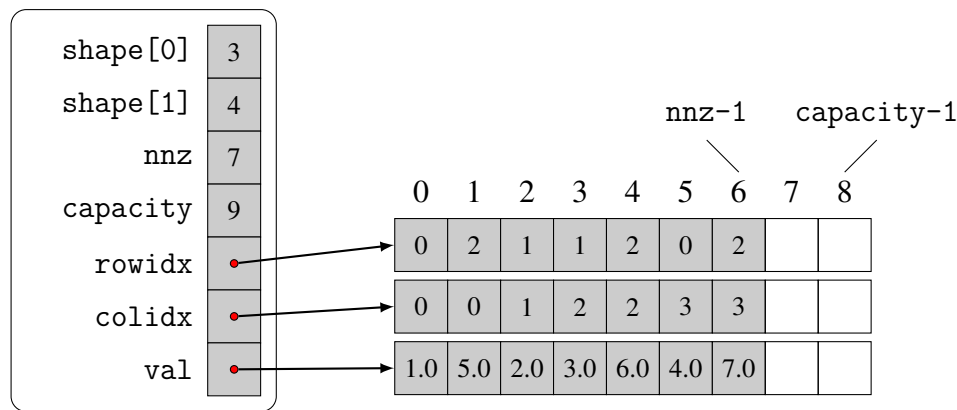 shape[0] 3
shape[1] 4
nnz 7
capacity 9
rowidx
colidx
val
nnz-1 capacity-1
0 1 2 3 4 5 6 7 8
0 2 1 1 2 0 2
0 0 1 2 2 3 3
1.0 5.0 2.0 3.0 6.0 4.0 7.0